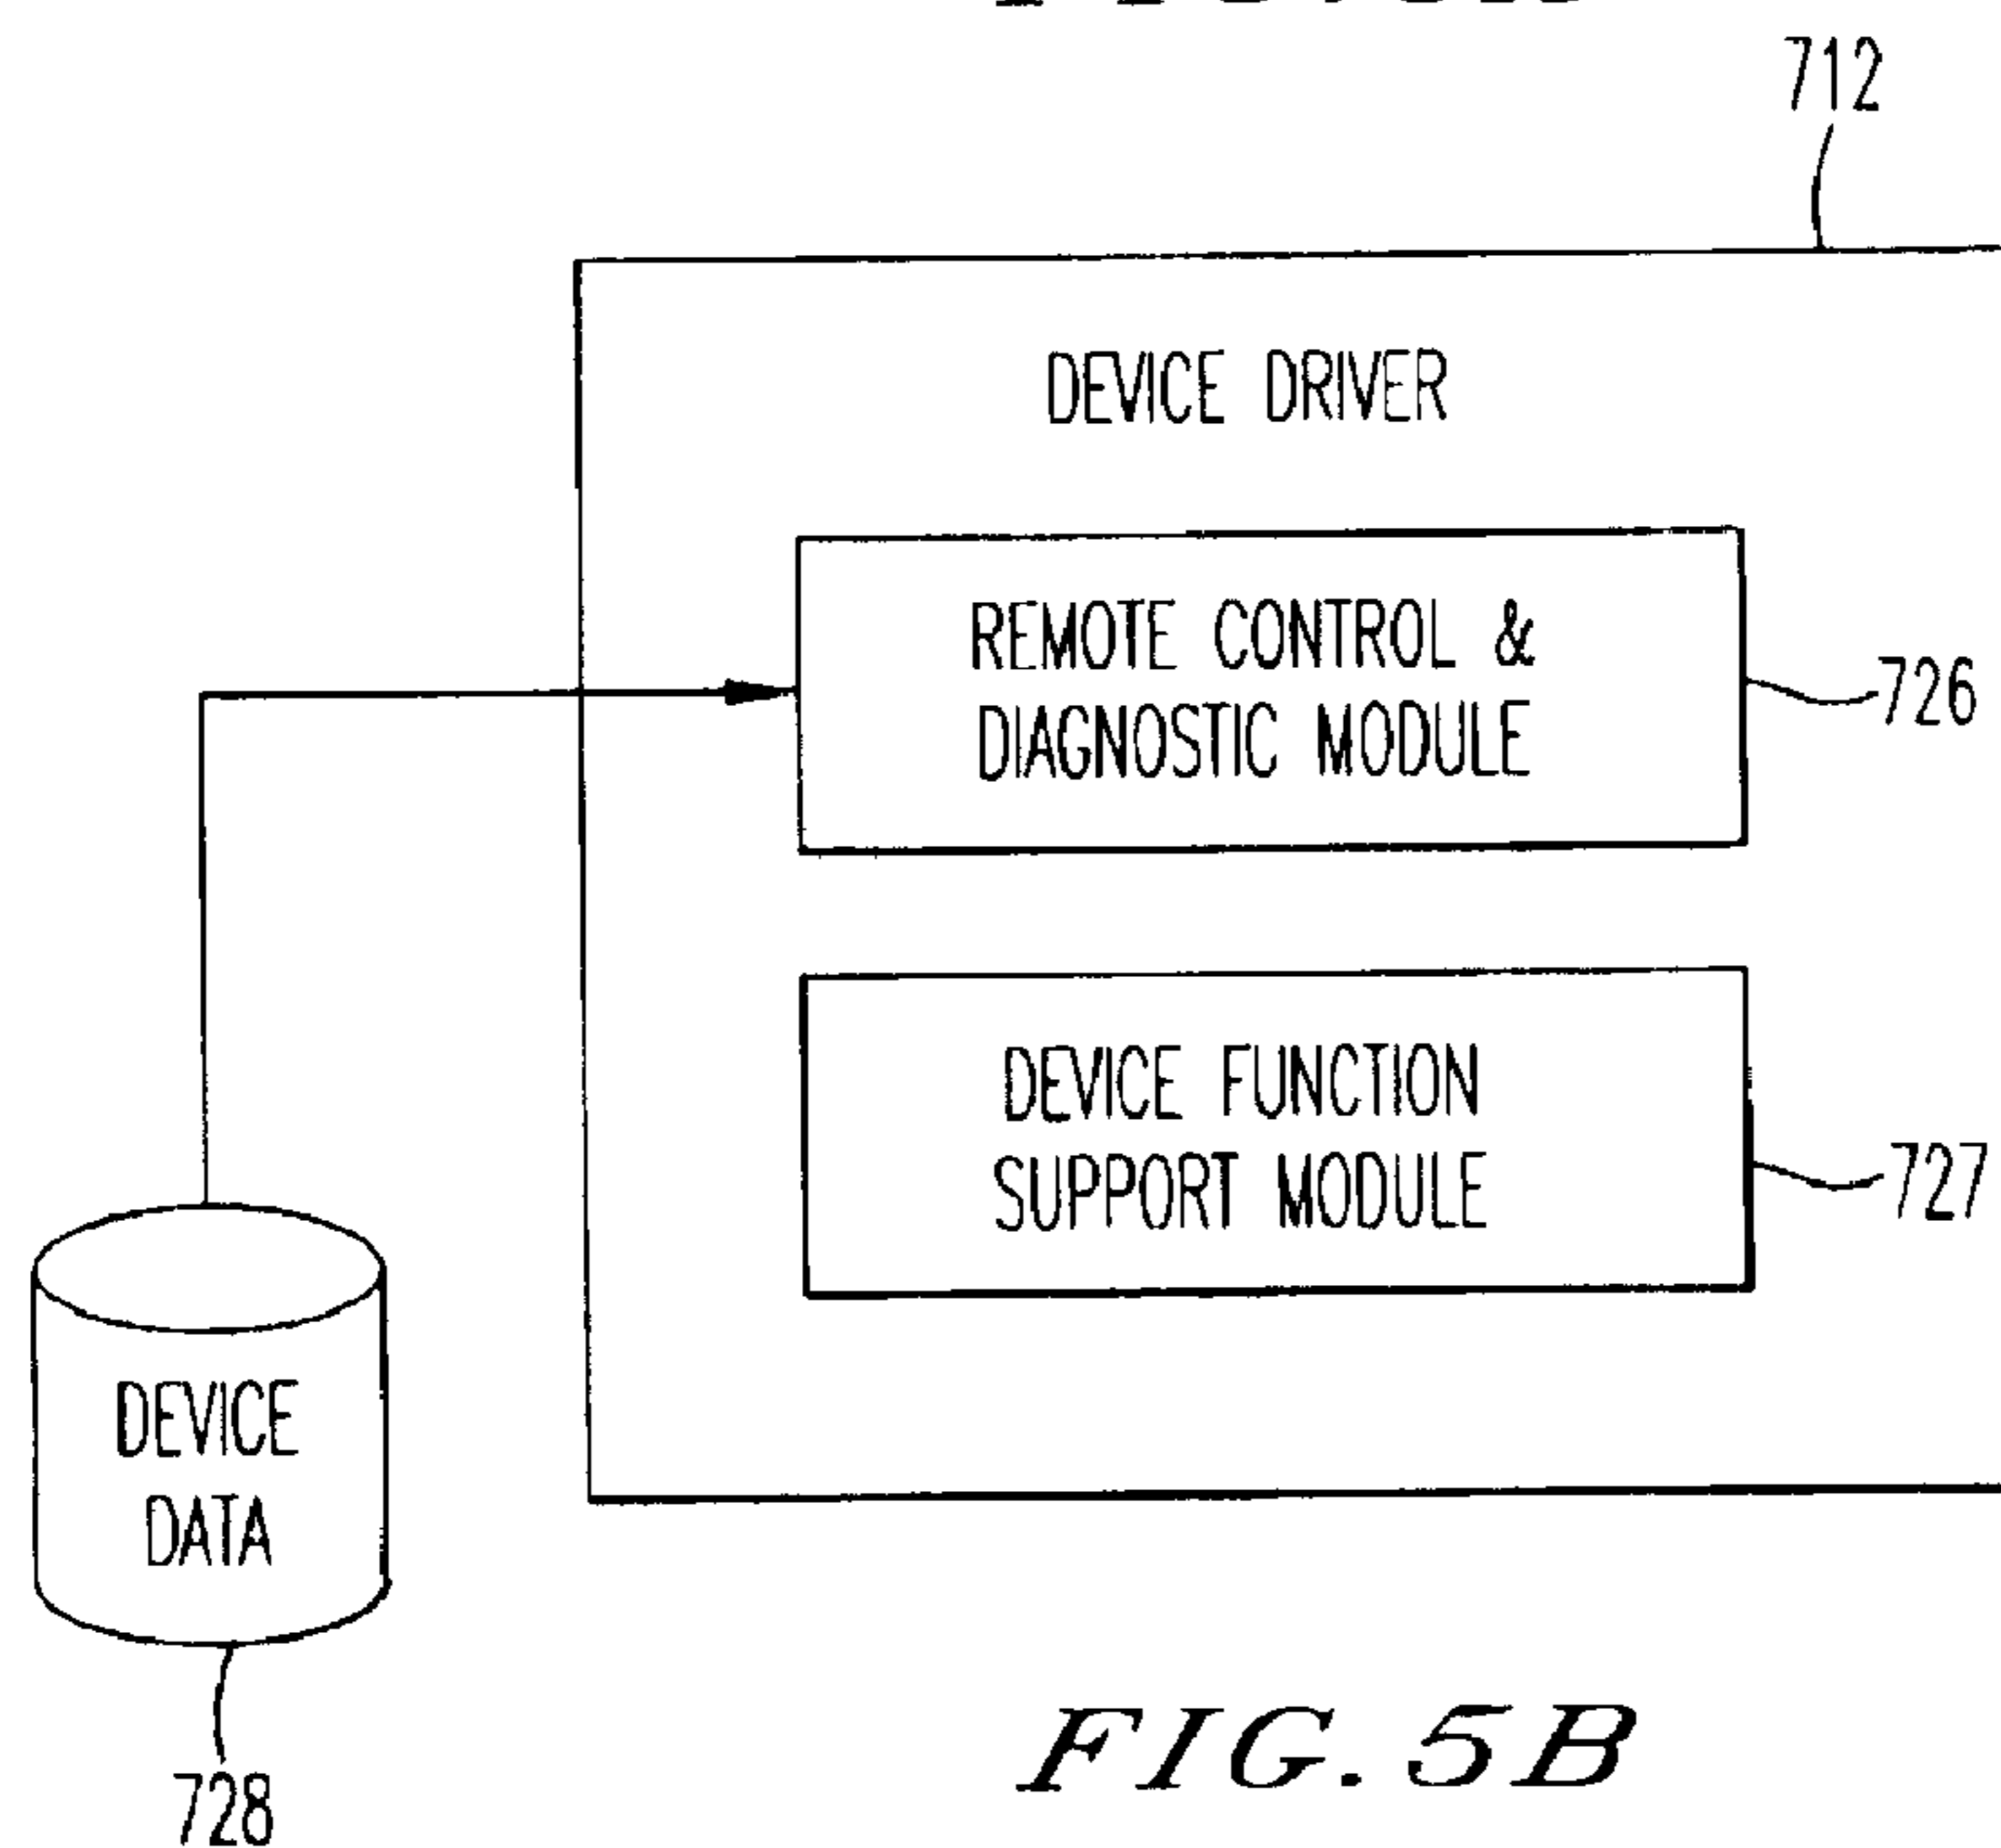 712
DEVICE DRIVER
REMOTE CONTROL &
DIAGNOSTIC MODULE
726
DEVICE FUNCTION
SUPPORT MODULE
727
DEVICE
DATA
728
FIG. 5B